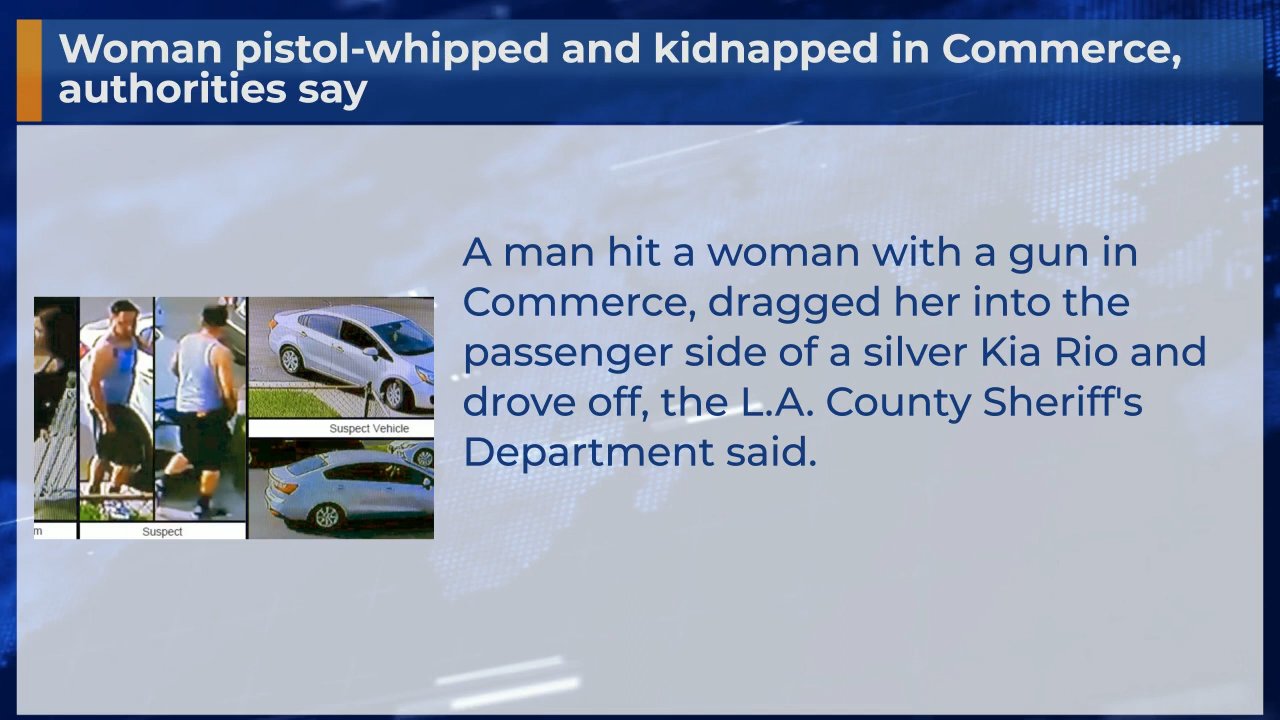 Woman pistol-whipped and kidnapped in Commerce,
authorities say
A man hit a woman with a gun in
Commerce, dragged her into the
passenger side of a silver Kia Rio and
drove off, the L.A. County Sheriff's
Department said.
Suspect Vehicle
m
Suspect